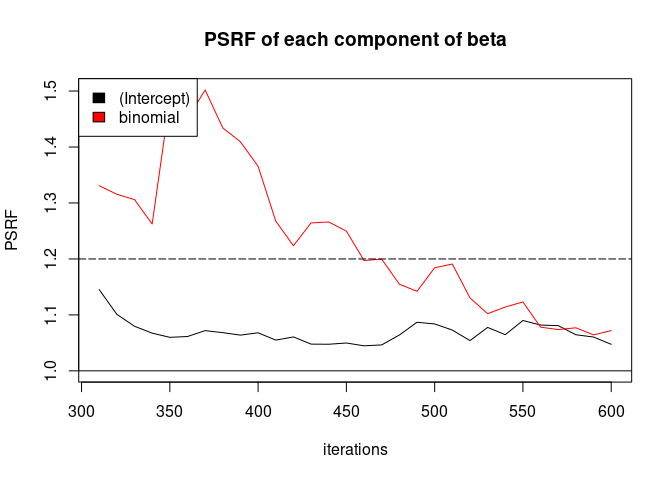 PSRF of each component of beta
(Intercept)
binomial
PSRF
1.5
1.4
1.3
1.2
1.1
1.0
300 350 400 450 500 550 600
iterations